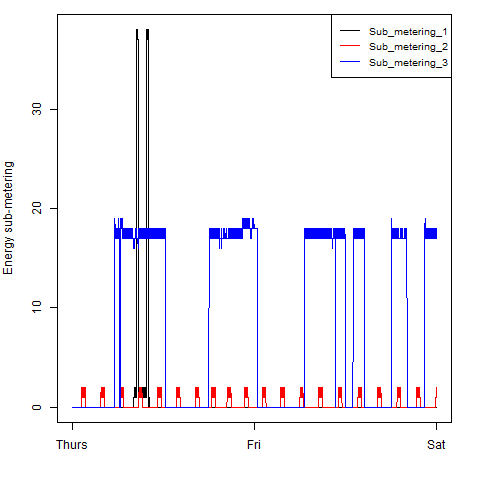 Sub_metering_1
Sub_metering_2
Sub_metering_3
Energy sub-metering
30
20
10
0
Thurs Fri Sat